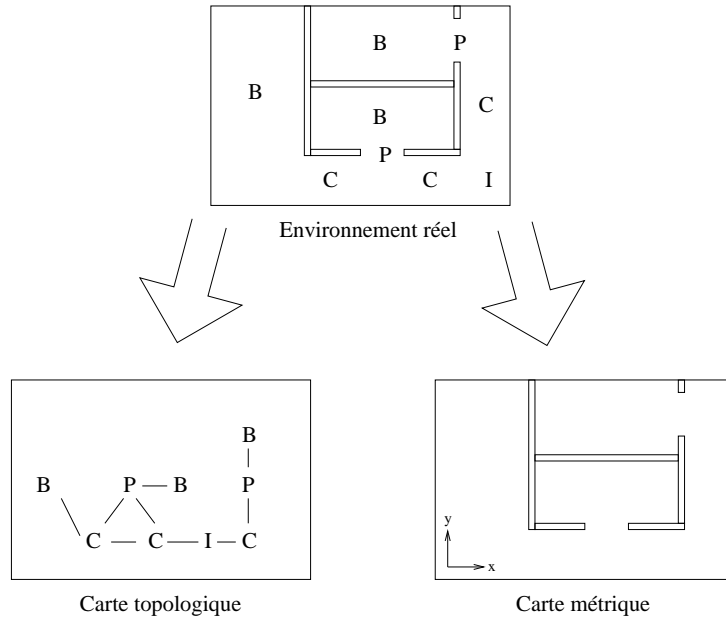 B P
B
C
B
P
C C I
Environnement réel
B
B P B P
C C I C
Carte topologique
y
x
Carte métrique